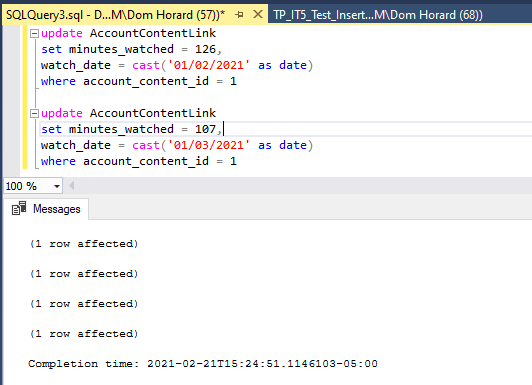 SQLQuery3.sql - D...M\Dom Horard (57))* TP_IT5_Test_Insert...M\Dom Horard (68))
update AccountContentLink
set minutes_watched = 126,
watch_date = cast('01/02/2021' as date)
where account_content_id = 1
update AccountContentLink
set minutes_watched = 107,
watch_date = cast('01/03/2021' as date)
where account_content_id = 1
100 %
Messages
(1 row affected)
(1 row affected)
(1 row affected)
(1 row affected)
Completion time: 2021-02-21T15:24:51.1146103-05:00